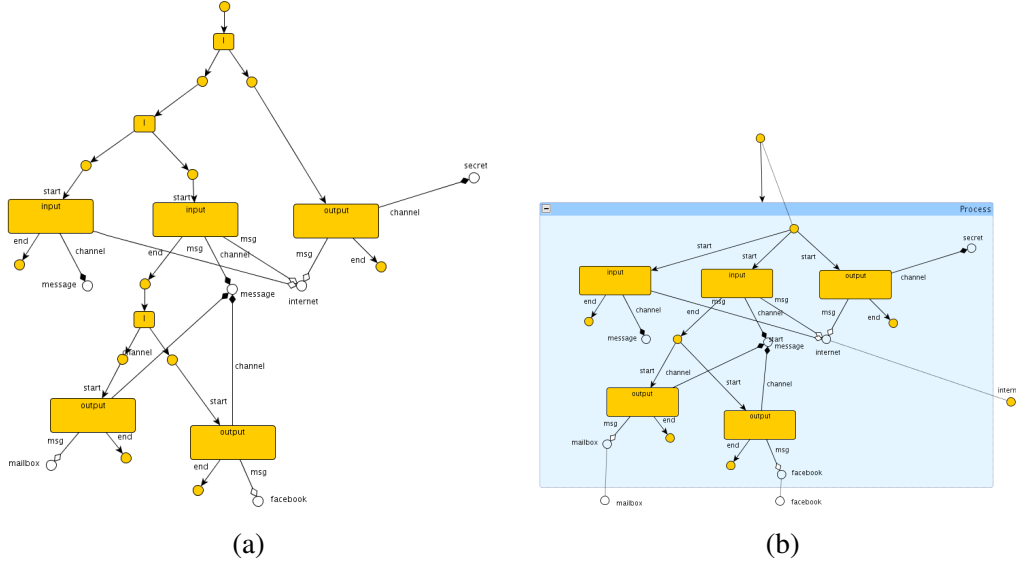 l
l
secret
start
start
input
input
output
channel
end
channel
end
msg
channel
msg
msg
end
message
message
internet
l
channel
start
start
channel
output
output
msg
end
end
msg
mailbox
facebook
(a)
Process
start
start
start
secret
input
input
output
channel
end
channel
end
msg
channel
msg
msg
end
message
start
message
internet
start
channel
start
channel
intern
output
output
msg
end
end
msg
mailbox
facebook
mailbox
facebook
(b)